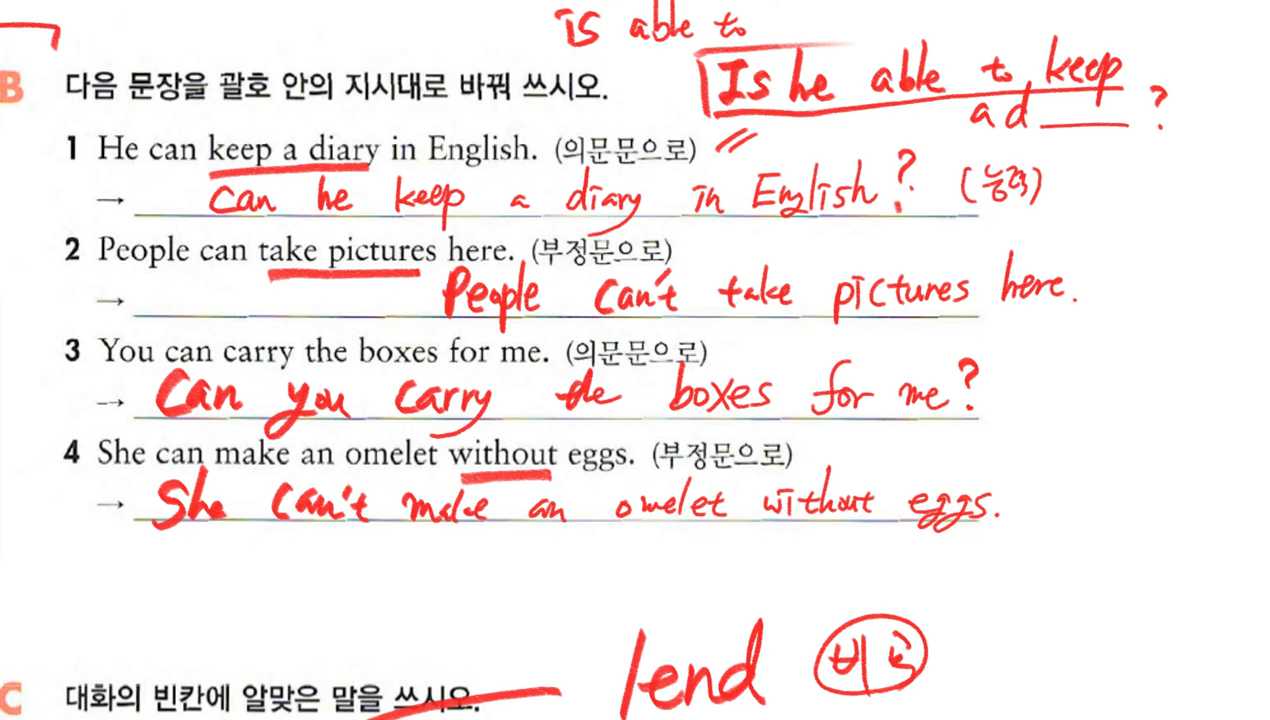 is able to
B 다음 문장을 괄호 안의 지시대로 바꿔 쓰시오.
Is he able to keep
a d ?
1 He can keep a diary in English. (의문문으로)
→ Can he keep a diary in English? (능력)
2 People can take pictures here. (부정문으로)
→ People can't take pictures here.
3 You can carry the boxes for me. (의문문으로)
→ Can you carry the boxes for me?
4 She can make an omelet without eggs. (부정문으로)
→ She can't make an omelet without eggs.
lend
C 대화의 빈칸에 알맞은 말을 쓰시오.